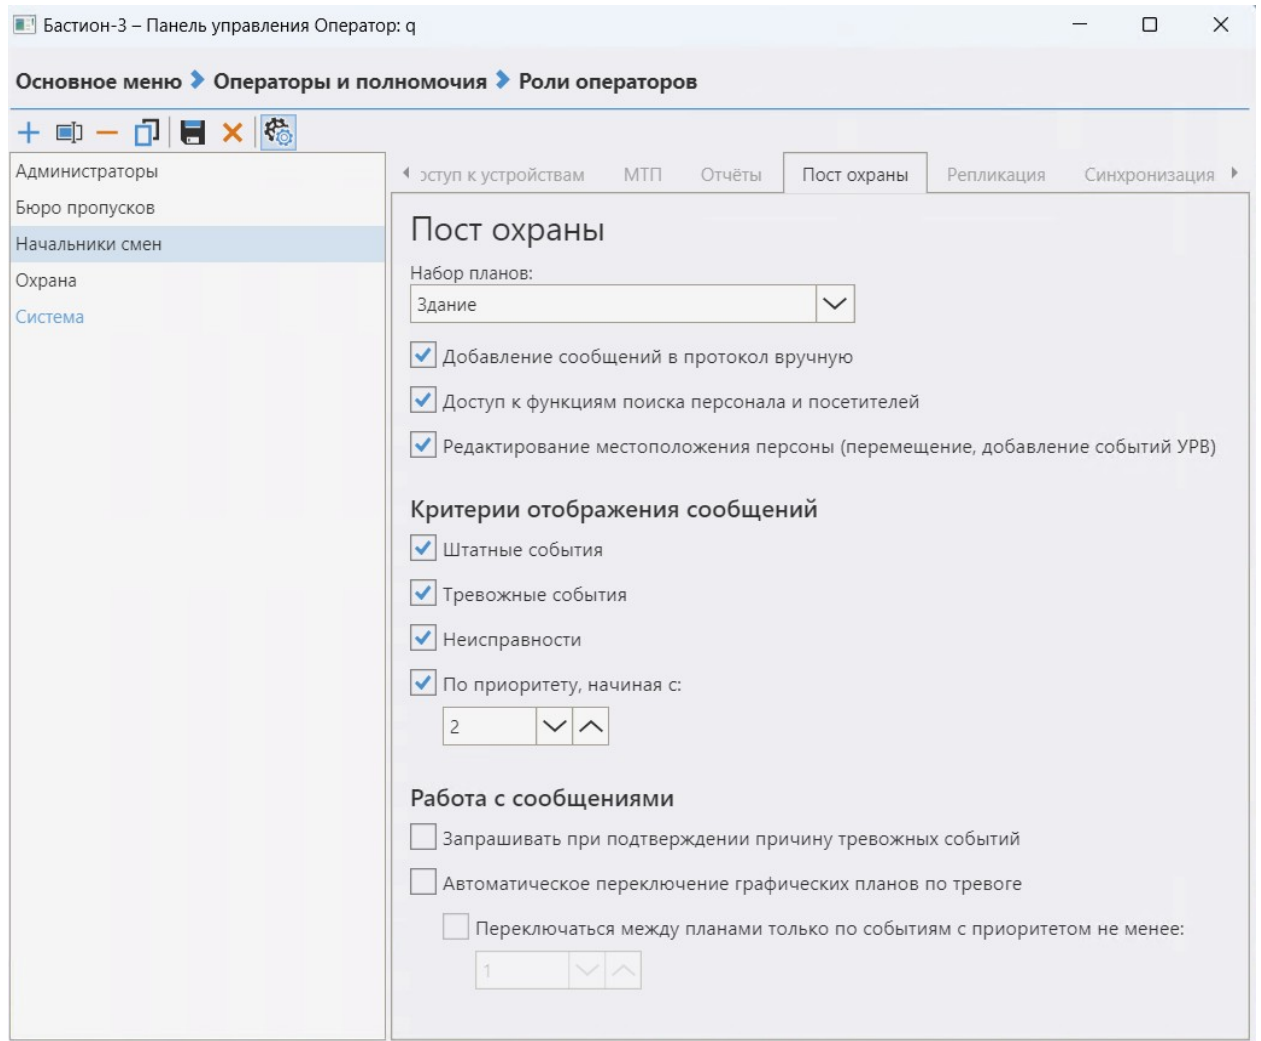 Бастион-3 – Панель управления Оператор: q
Основное меню Операторы и полномочия Роли операторов
Администраторы
Бюро пропусков
Начальники смен
Охрана
Система
оступ к устройствам МТП Отчёты Пост охраны Репликация Синхронизация
Пост охраны
Набор планов:
Здание
Добавление сообщений в протокол вручную
Доступ к функциям поиска персонала и посетителей
Редактирование местоположения персоны (перемещение, добавление событий УРВ)
Критерии отображения сообщений
Штатные события
Тревожные события
Неисправности
По приоритету, начиная с:
2
Работа с сообщениями
Запрашивать при подтверждении причину тревожных событий
Автоматическое переключение графических планов по тревоге
Переключаться между планами только по событиям с приоритетом не менее:
1